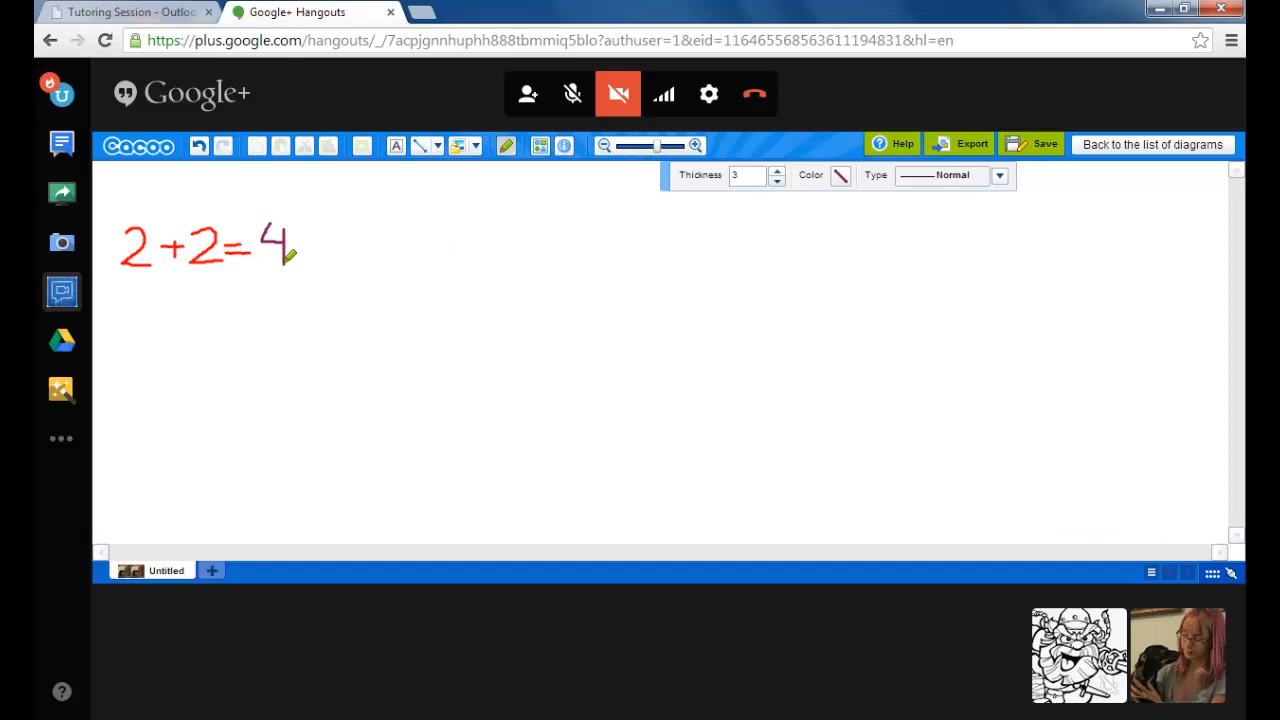 Tutoring Session - Outloo
Google+ Hangouts
https://plus.google.com/hangouts/_/7acpjgnnhuphh888tbmmiq5blo?authuser=1&eid=116465568563611194831&hl=en
Google+
Cacoo
Help
Export
Save
Back to the list of diagrams
Thickness 3 Color Type Normal
2+2=4
Untitled